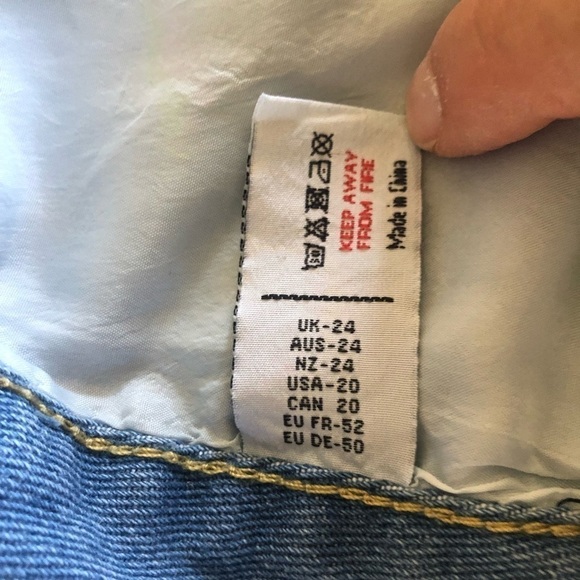 KEEP AWAY
FROM FIRE
Made in China
UK-24
AUS-24
NZ-24
USA-20
CAN 20
EU FR-52
EU DE-50